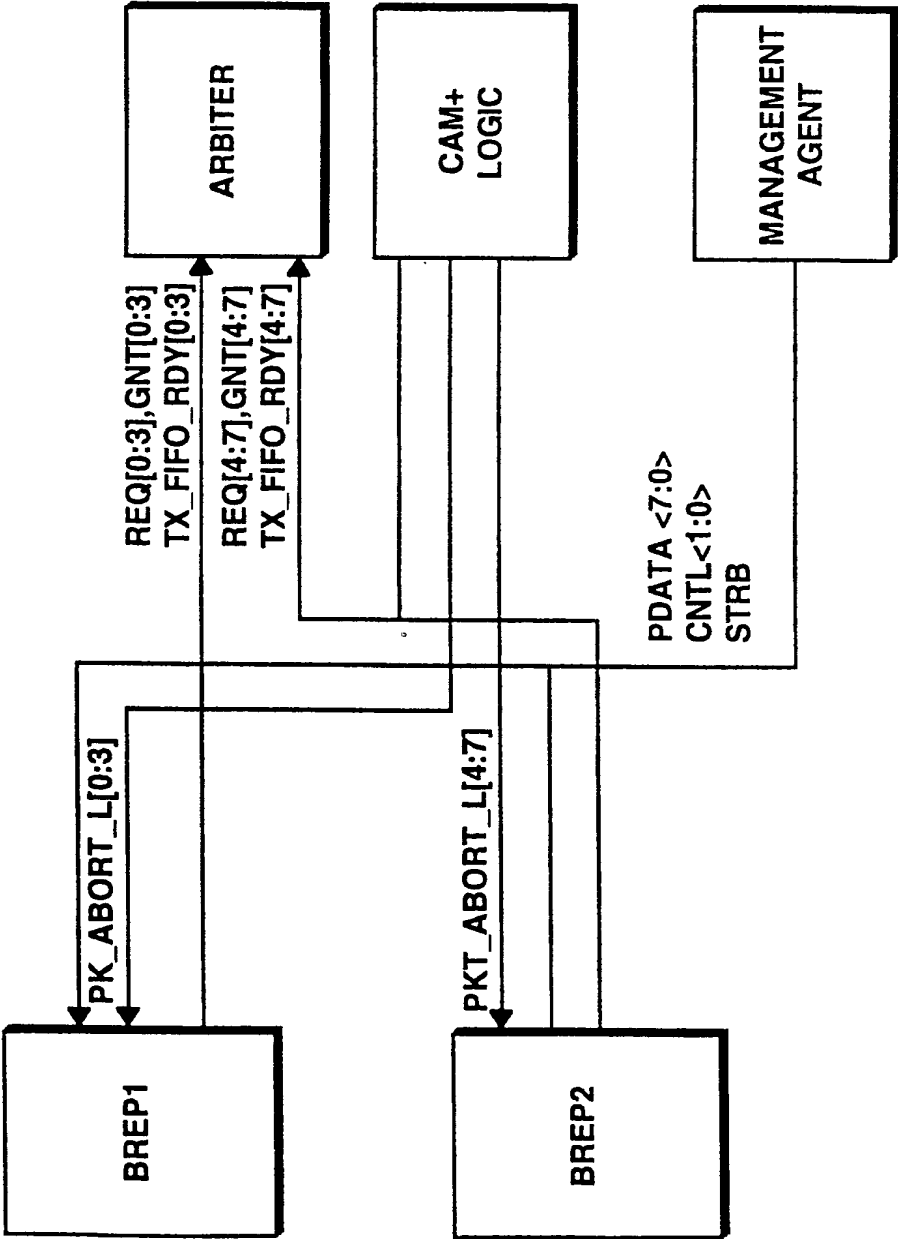 ARBITER
CAM+
LOGIC
MANAGEMENT
AGENT
REQ[0:3],GNT[0:3]
TX_FIFO_RDY[0:3]
REQ[4:7],GNT[4:7]
TX_FIFO_RDY[4:7]
PDATA <7:0>
CNTL<1:0>
STRB
PK_ABORT_L[0:3]
PKT_ABORT_L[4:7]
BREP1
BREP2